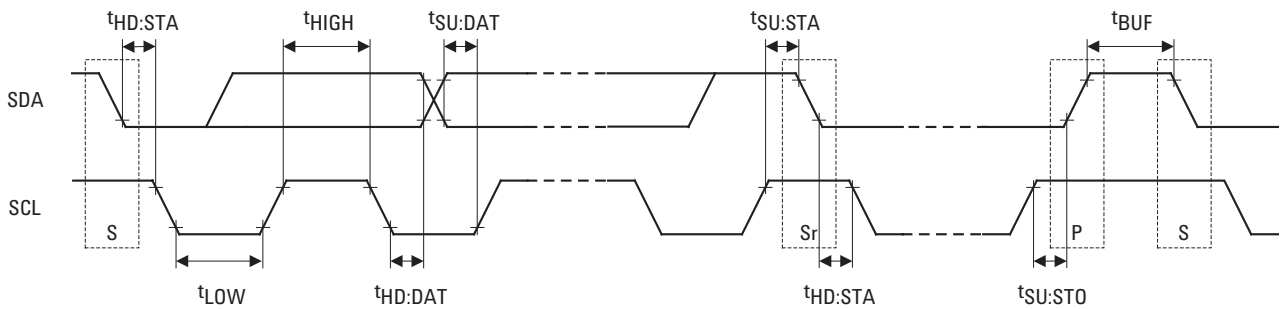 tHD:STA tHIGH tSU:DAT tSU:STA tBUF
SDA
SCL
S Sr P S
tLOW tHD:DAT tHD:STA tSU:STO